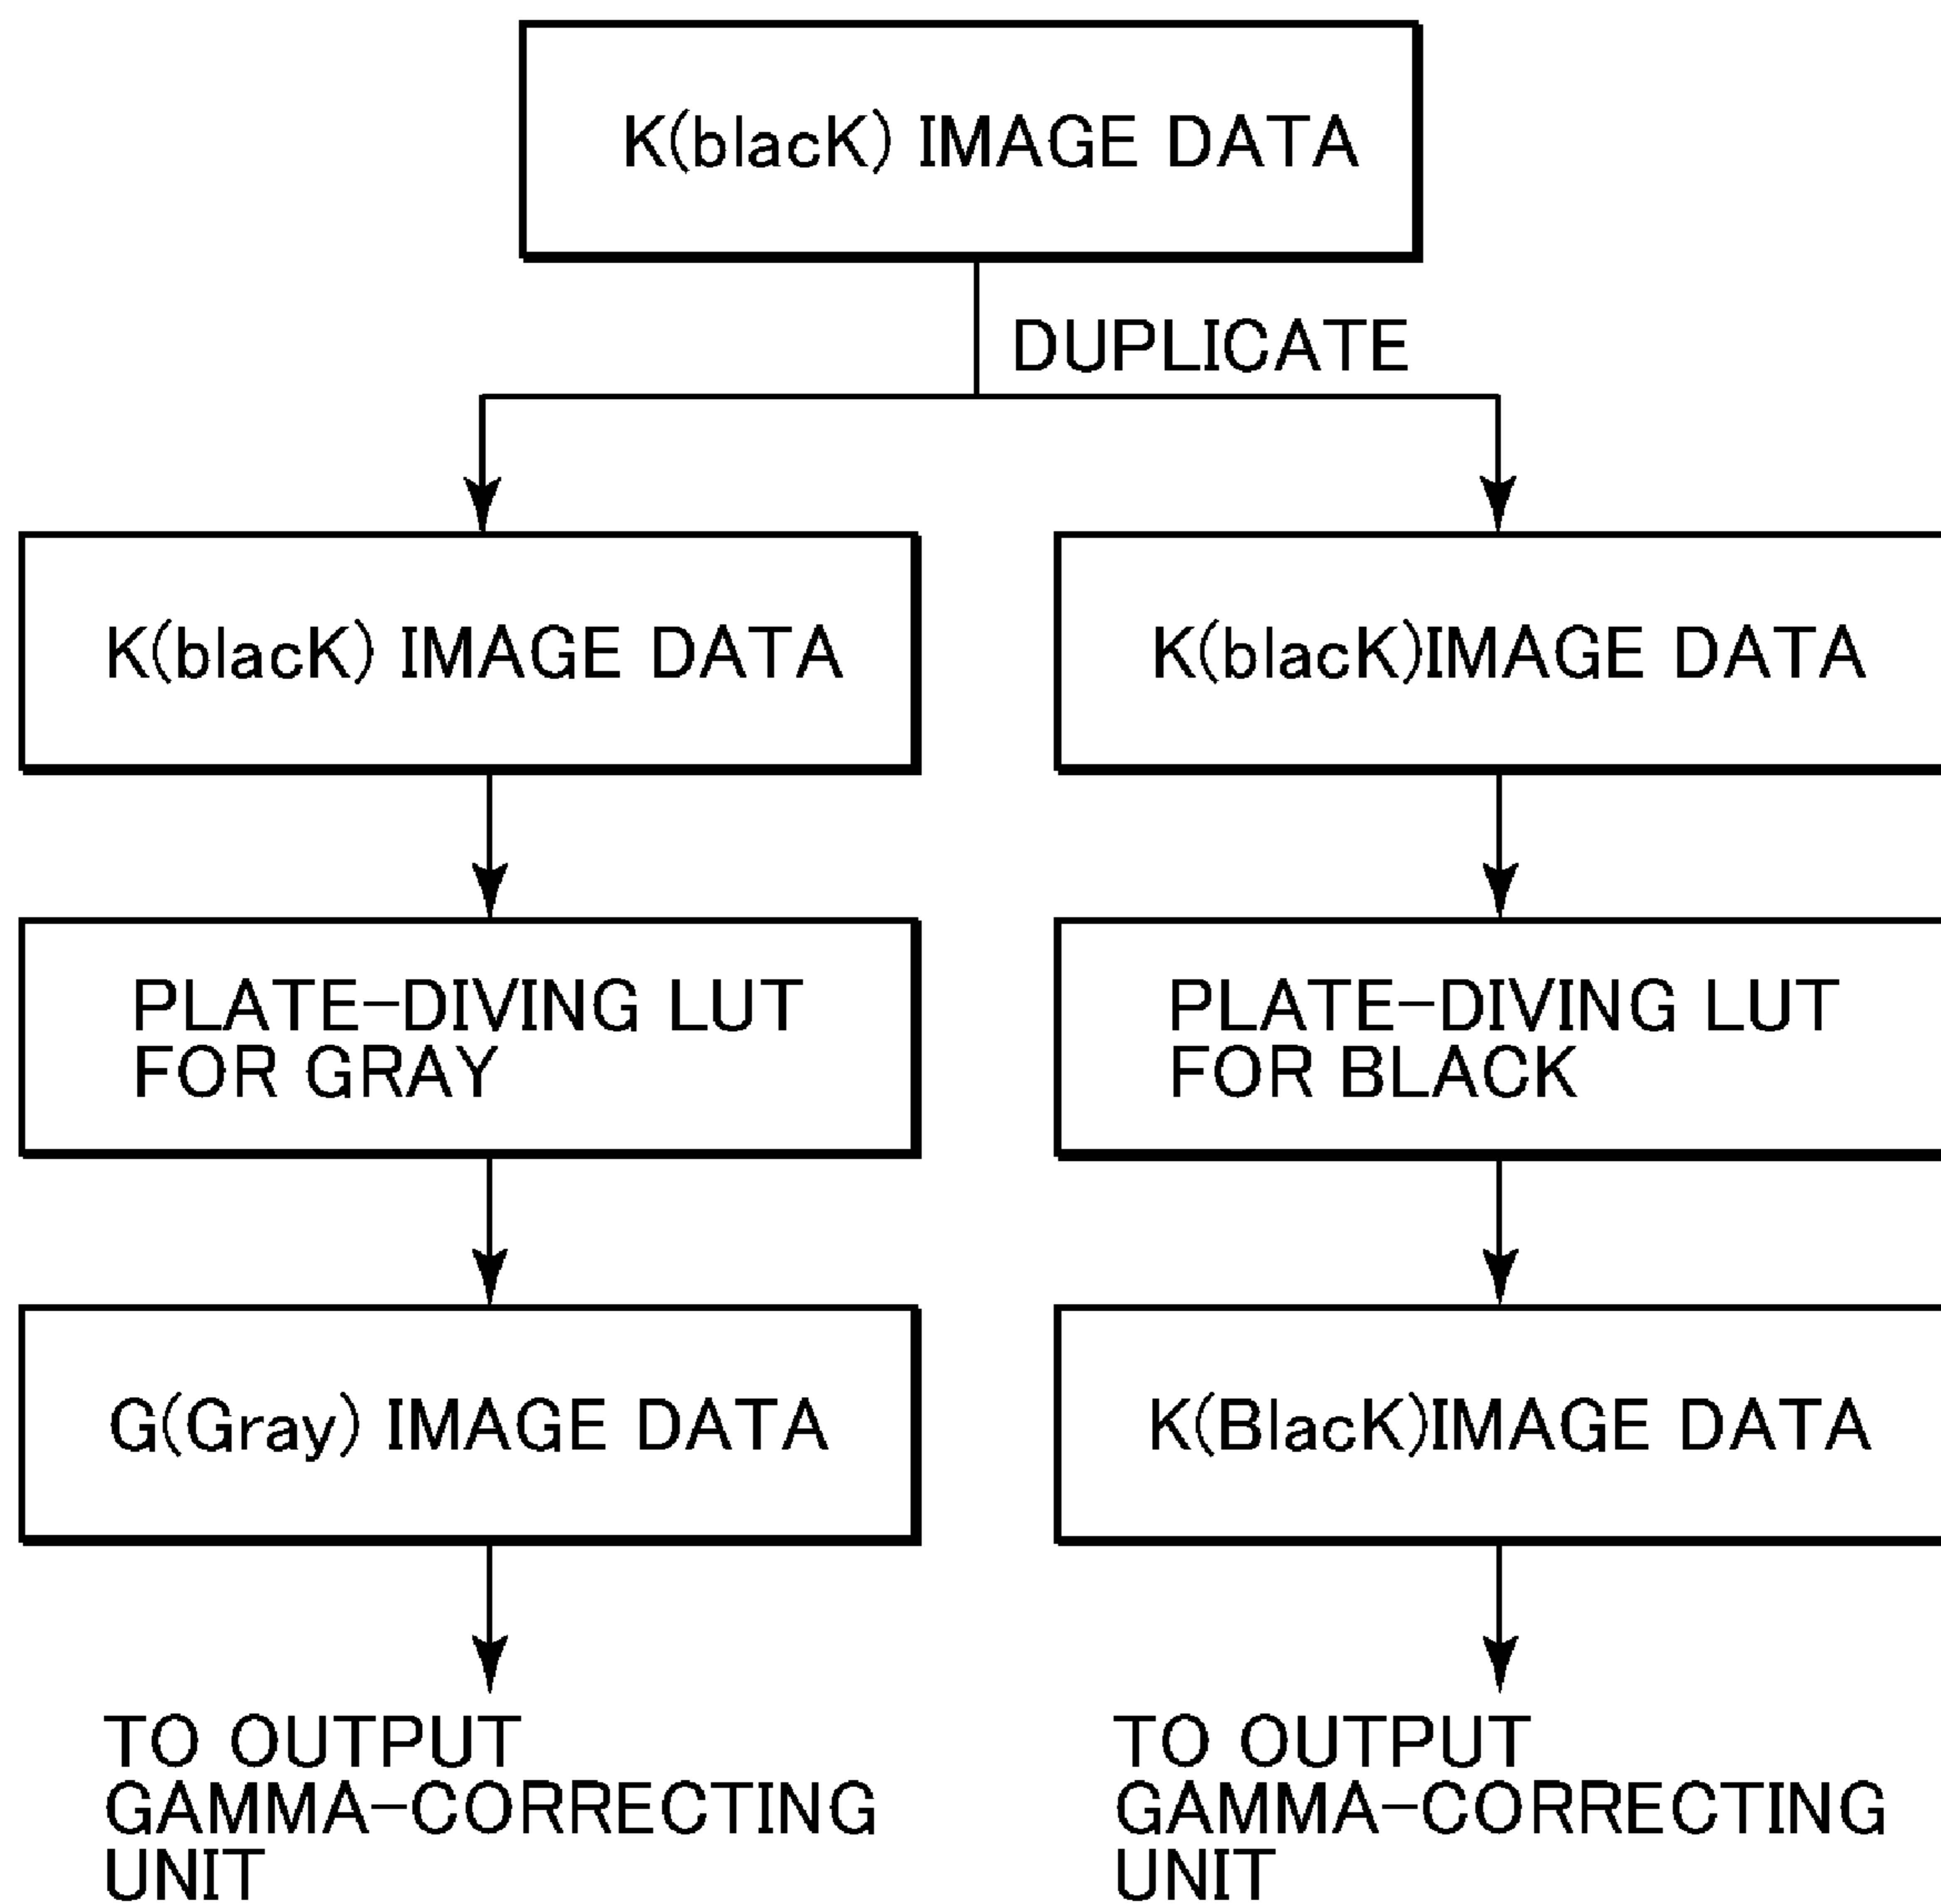 K(blacK) IMAGE DATA
DUPLICATE
K(blacK) IMAGE DATA
K(blacK)IMAGE DATA
PLATE-DIVING LUT
FOR GRAY
PLATE-DIVING LUT
FOR BLACK
G(Gray) IMAGE DATA
K(BlacK)IMAGE DATA
TO OUTPUT
GAMMA-CORRECTING
UNIT
TO OUTPUT
GAMMA-CORRECTING
UNIT